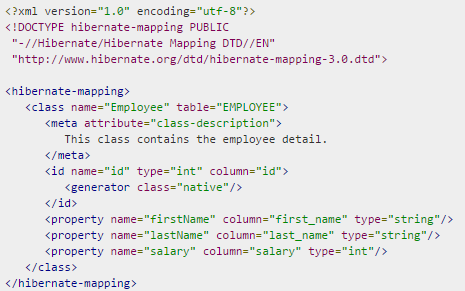 <?xml version="1.0" encoding="utf-8"?>
<!DOCTYPE hibernate-mapping PUBLIC
"-//Hibernate/Hibernate Mapping DTD//EN"
"http://www.hibernate.org/dtd/hibernate-mapping-3.0.dtd">
<hibernate-mapping>
<class name="Employee" table="EMPLOYEE">
<meta attribute="class-description">
This class contains the employee detail.
</meta>
<id name="id" type="int" column="id">
<generator class="native"/>
</id>
<property name="firstName" column="first_name" type="string"/>
<property name="lastName" column="last_name" type="string"/>
<property name="salary" column="salary" type="int"/>
</class>
</hibernate-mapping>